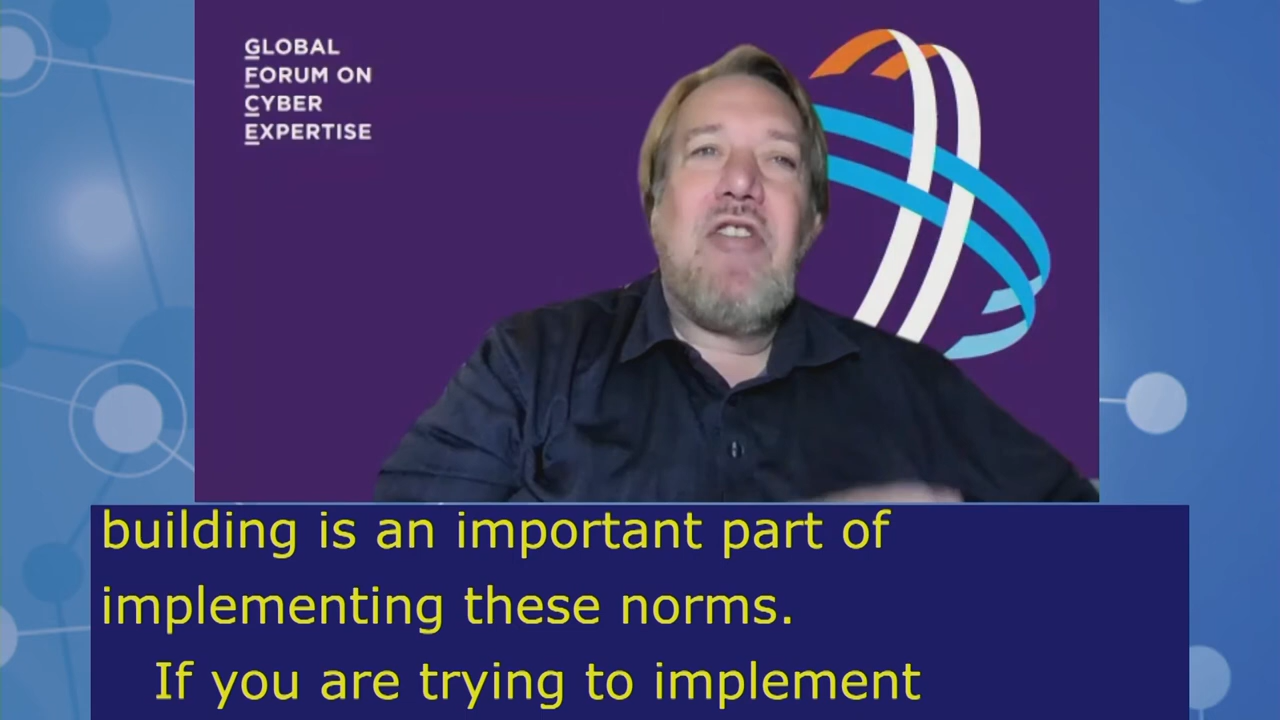 GLOBAL
FORUM ON
CYBER
EXPERTISE
building is an important part of
implementing these norms.
If you are trying to implement